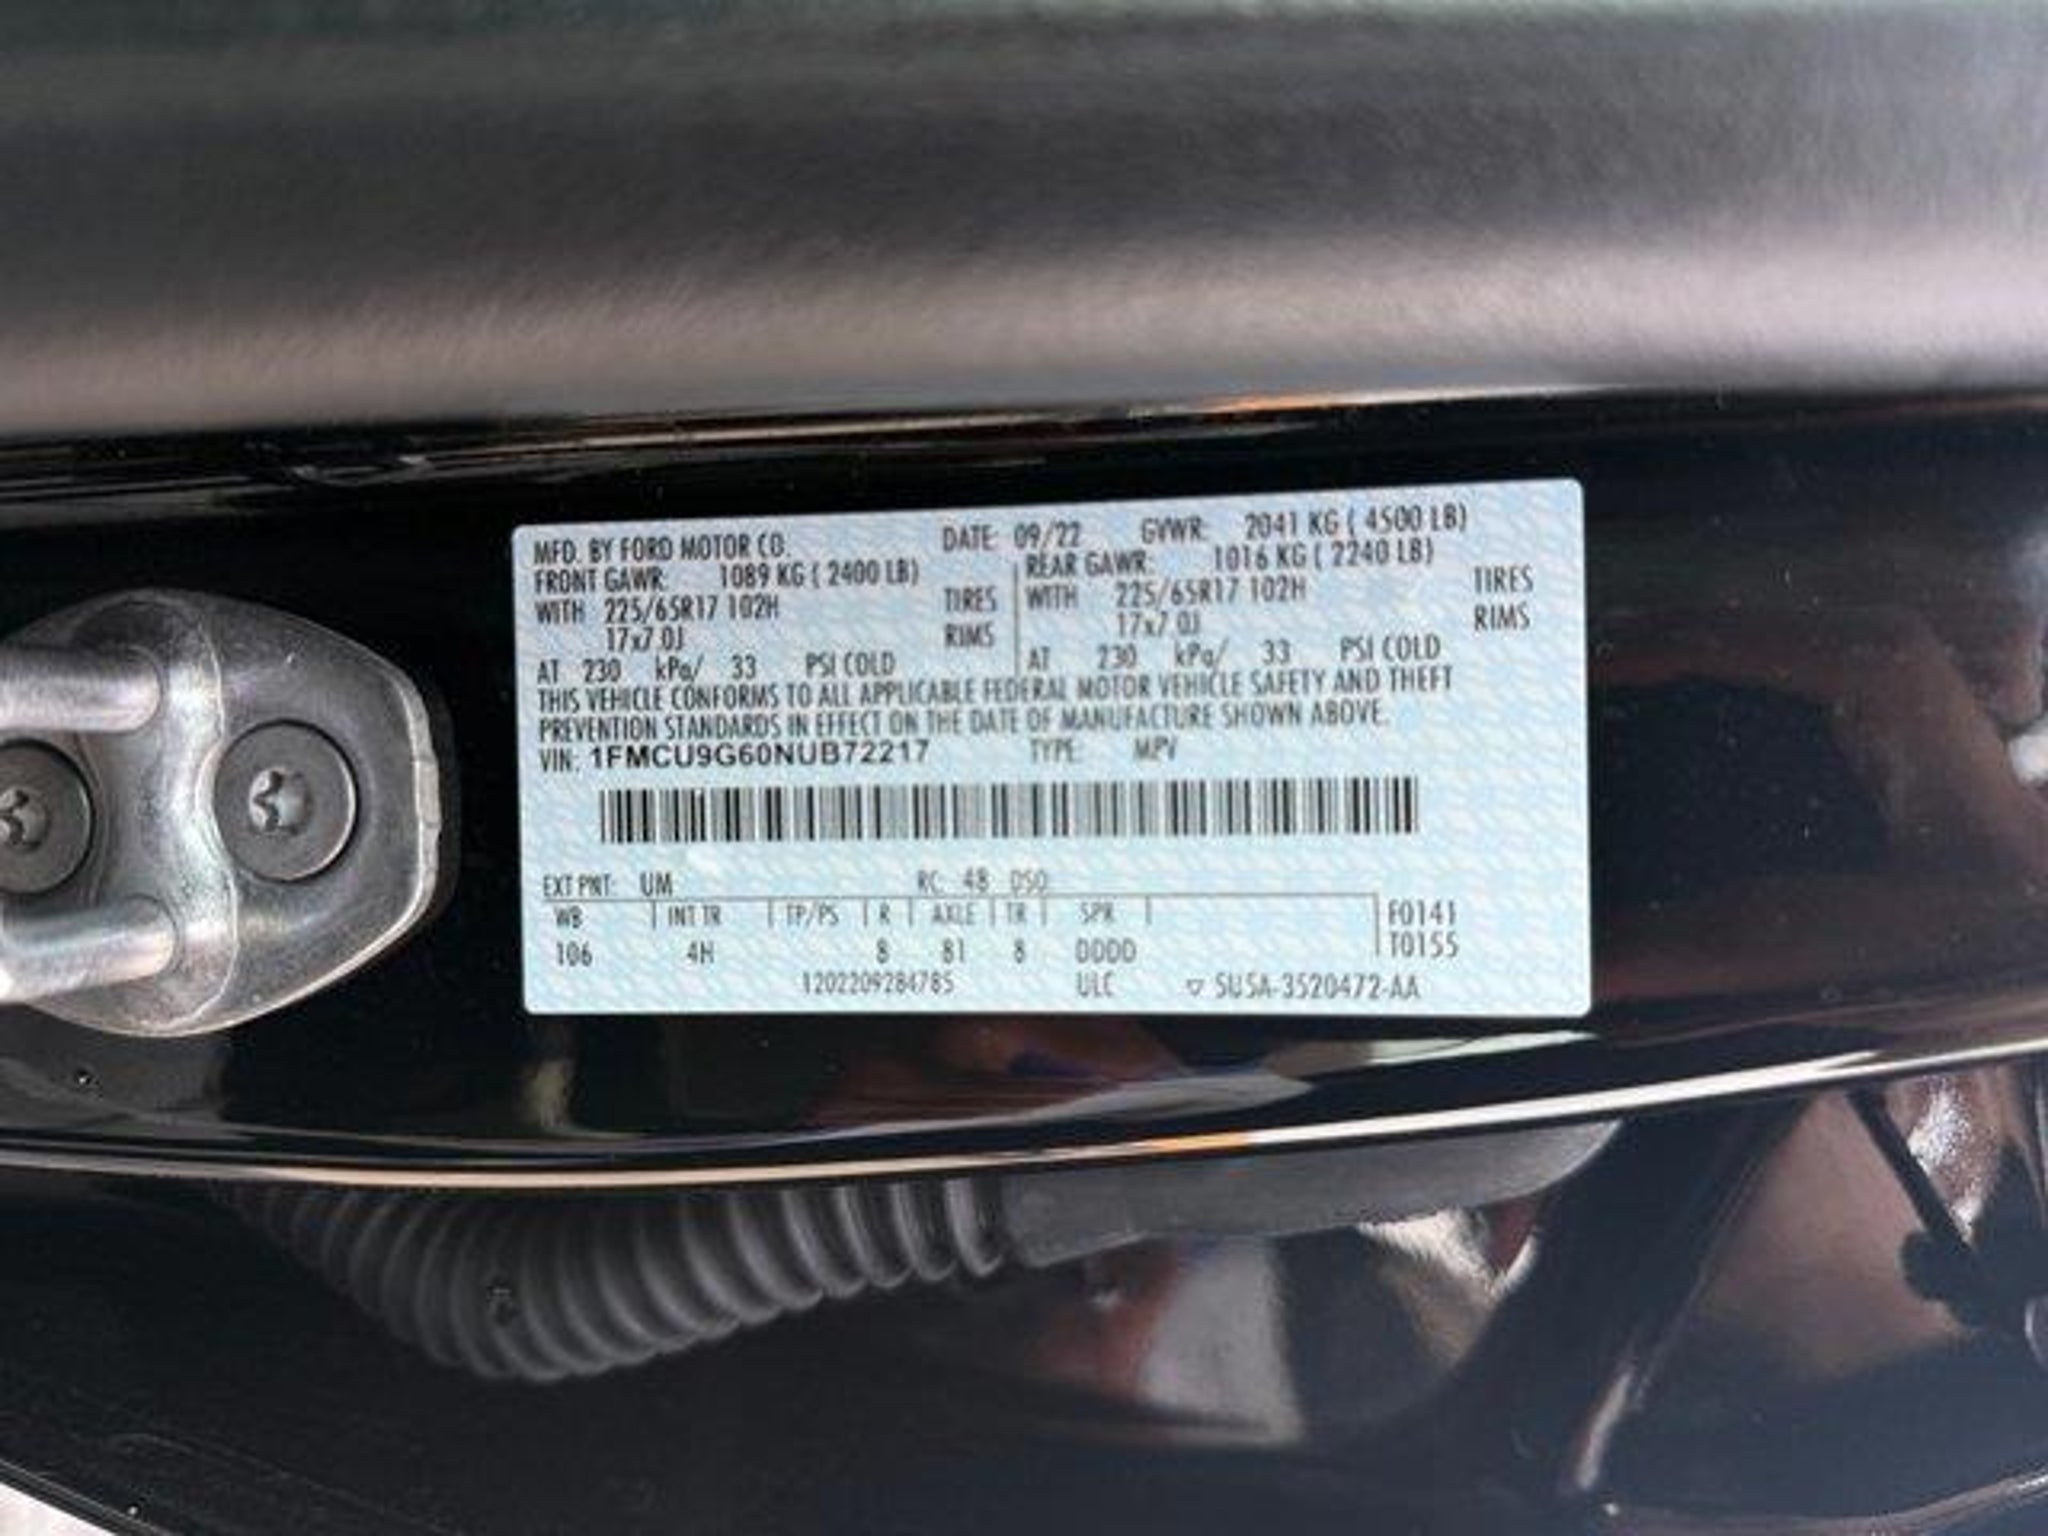 MFD. BY FORD MOTOR CO. DATE: 09/22 GVWR: 2041 KG ( 4500 LB)
FRONT GAWR: 1089 KG ( 2400 LB) REAR GAWR: 1016 KG ( 2240 LB)
WITH 225/65R17 102H TIRES WITH 225/65R17 102H TIRES
17x7.0J RIMS 17x7.0J RIMS
AT 230 kPa/ 33 PSI COLD AT 230 kPa/ 33 PSI COLD
THIS VEHICLE CONFORMS TO ALL APPLICABLE FEDERAL MOTOR VEHICLE SAFETY AND THEFT
PREVENTION STANDARDS IN EFFECT ON THE DATE OF MANUFACTURE SHOWN ABOVE.
VIN: 1FMCU9G60NUB72217 TYPE: MPV
EXT PNT: UM RC: 48 DSO:
WB INT TR TP/PS R AXLE TR SPR F0141
106 4H 8 81 8 DDDD T0155
1202209284785 ULC ▽ 5U5A-3520472-AA